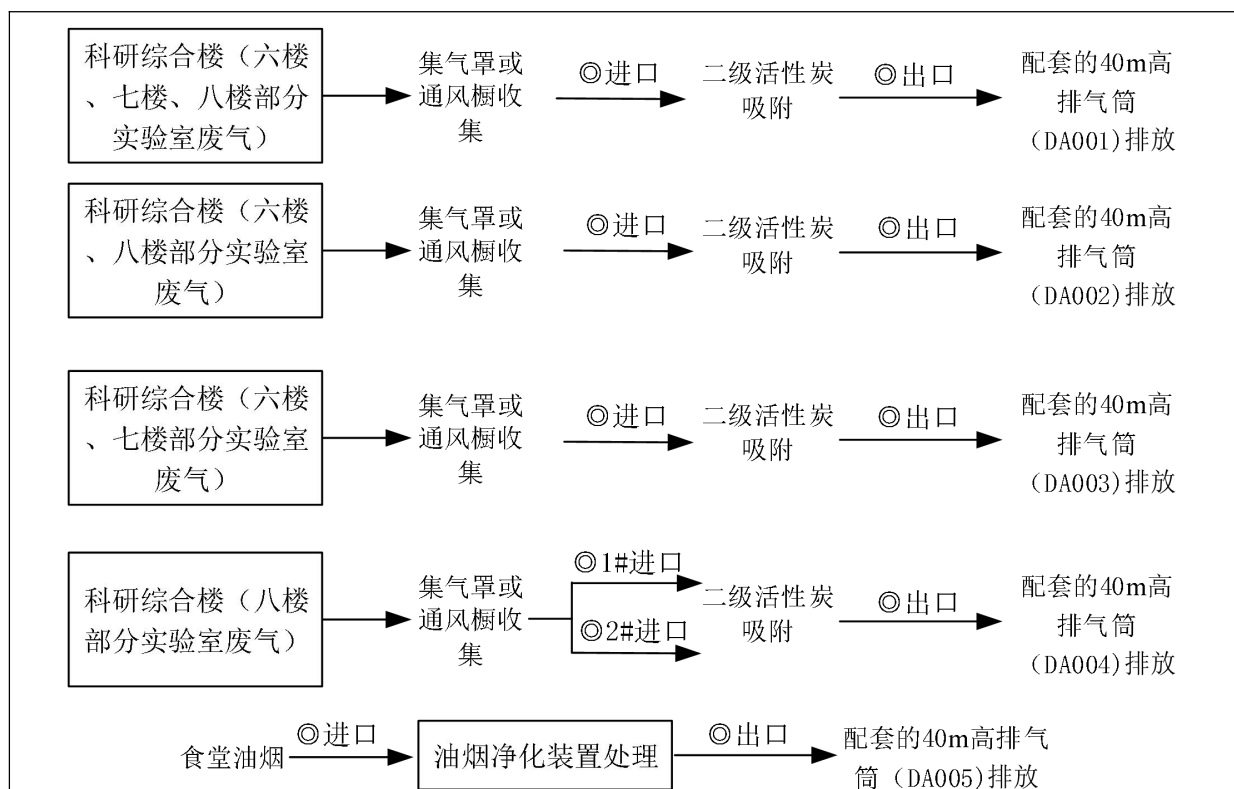 科研综合楼（六楼
、七楼、八楼部分
实验室废气）
集气罩或
通风橱收
集
◎进口
二级活性炭
吸附
◎出口
配套的40m高
排气筒
（DA001)排放
科研综合楼（六楼
、八楼部分实验室
废气）
集气罩或
通风橱收
集
◎进口
二级活性炭
吸附
◎出口
配套的40m高
排气筒
（DA002)排放
科研综合楼（六楼
、七楼部分实验室
废气）
集气罩或
通风橱收
集
◎进口
二级活性炭
吸附
◎出口
配套的40m高
排气筒
（DA003)排放
科研综合楼（八楼
部分实验室废气）
集气罩或
通风橱收
集
◎1#进口
◎2#进口
二级活性炭
吸附
◎出口
配套的40m高
排气筒
（DA004)排放
食堂油烟
◎进口
油烟净化装置处理
◎出口
配套的40m高排气
筒（DA005)排放